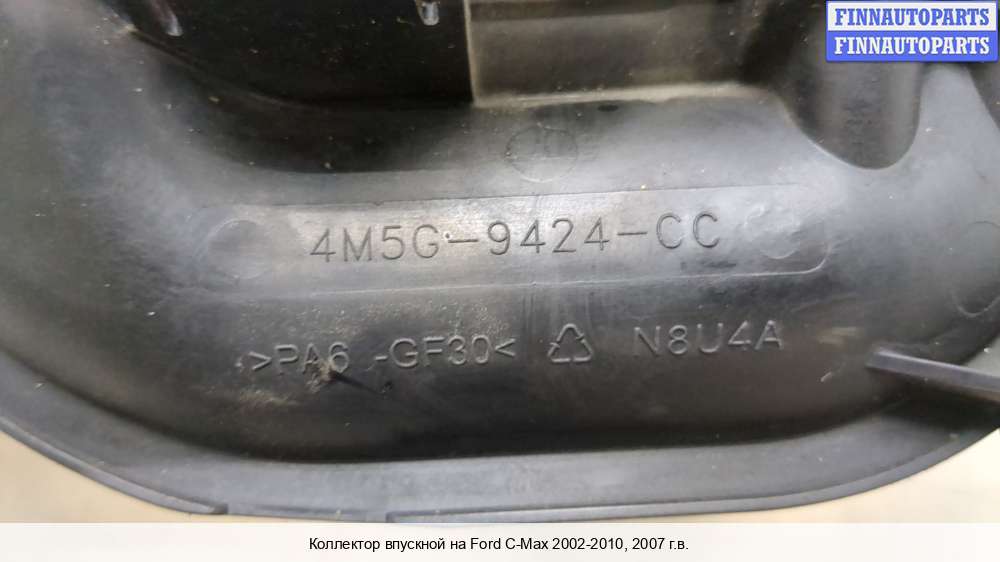 FINNAUTOPARTS
FINNAUTOPARTS
4M5G-9424-CC
>PA6 -GF30< N8U4A
Коллектор впускной на Ford C-Max 2002-2010, 2007 г.в.